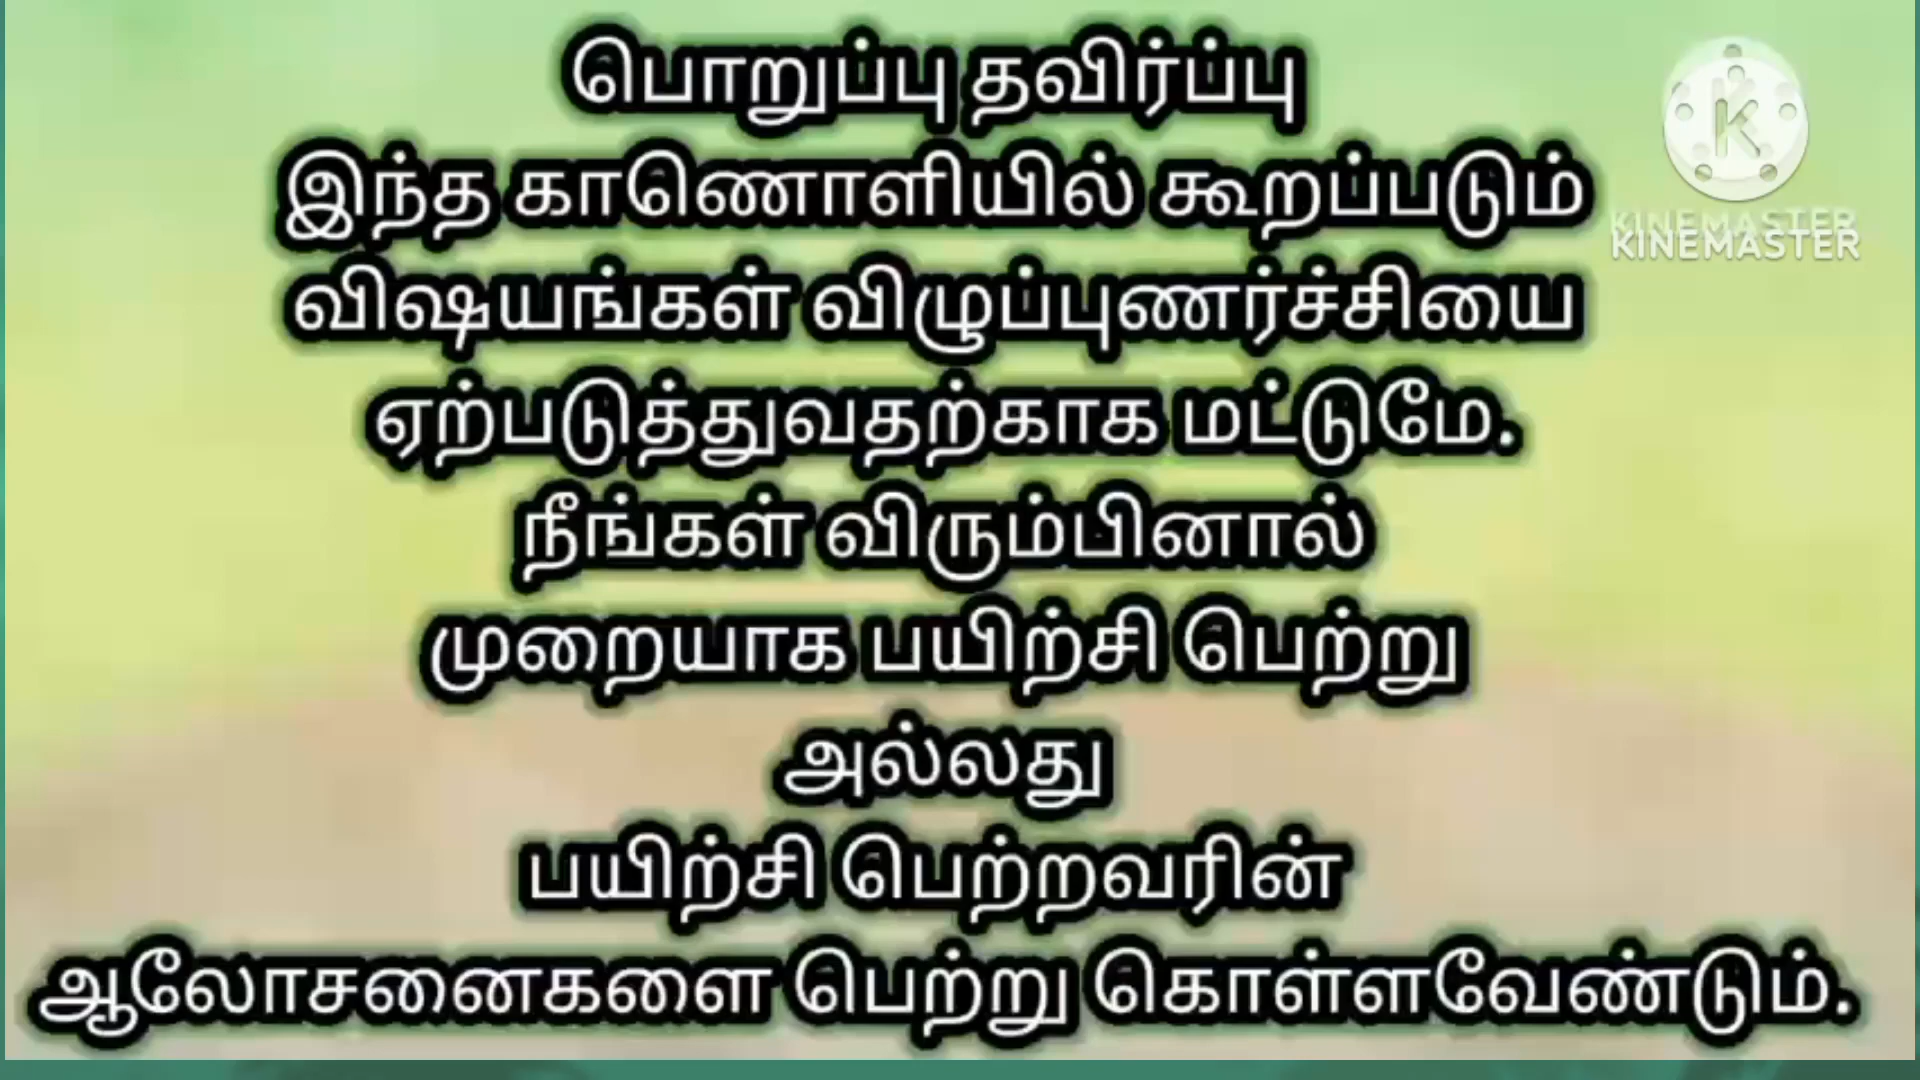 பொறுப்பு தவிர்ப்பு
இந்த காணொளியில் கூறப்படும்
விஷயங்கள் விழுப்புணர்ச்சியை
ஏற்படுத்துவதற்காக மட்டுமே.
நீங்கள் விரும்பினால்
முறையாக பயிற்சி பெற்று
அல்லது
பயிற்சி பெற்றவரின்
ஆலோசனைகளை பெற்று கொள்ளவேண்டும்.
K
KINEMASTER
KINEMASTER